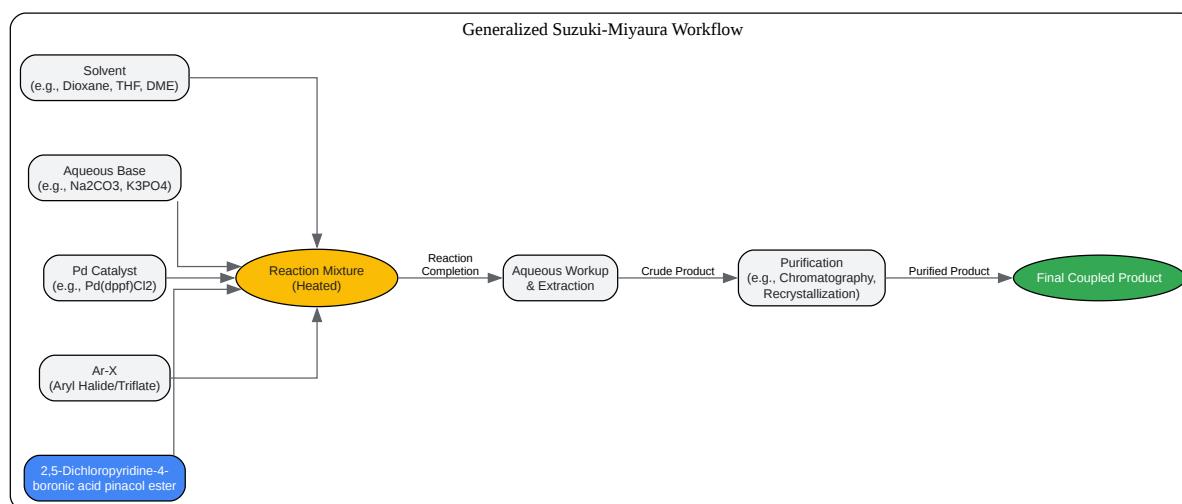 Generalized Suzuki-Miyaura Workflow
Solvent
(e.g., Dioxane, THF, DME)
Aqueous Base
(e.g., Na2CO3, K3PO4)
Pd Catalyst
(e.g., Pd(dppf)Cl2)
Ar-X
(Aryl Halide/Triflate)
2,5-Dichloropyridine-4-
boronic acid pinacol ester
Reaction Mixture
(Heated)
Reaction
Completion
Aqueous Workup
& Extraction
Crude Product
Purification
(e.g., Chromatography,
Recrystallization)
Purified Product
Final Coupled Product